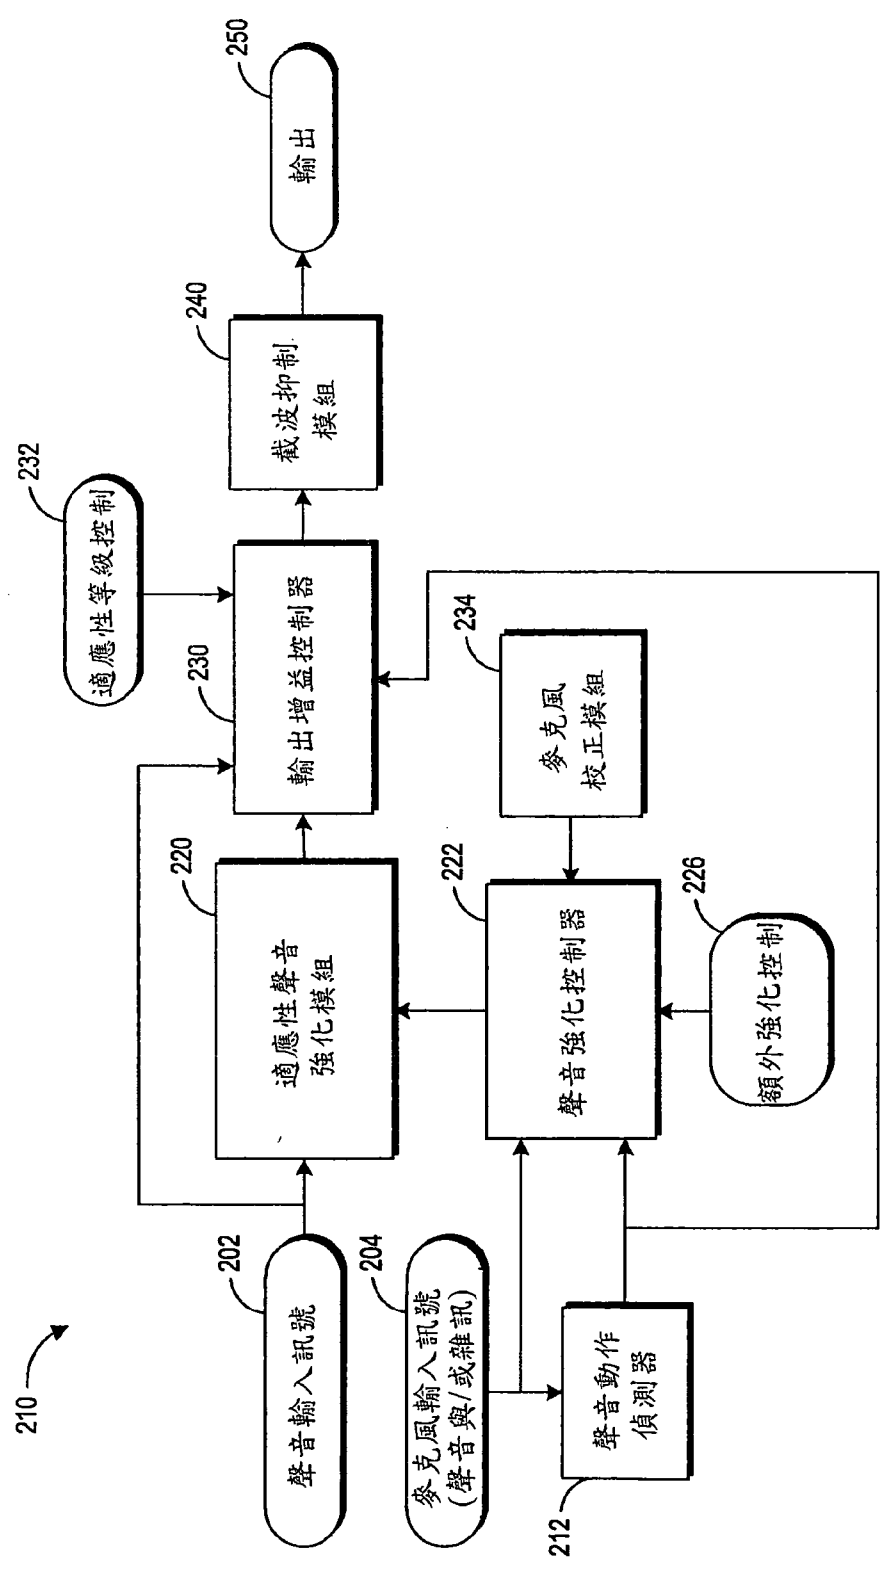 210
聲音輸入訊號
202
適應性聲音
強化模組
220
輸出增益控制器
230
適應性等級控制
232
截波抑制
模組
240
輸出
250
麥克風輸入訊號
(聲音與/或雜訊)
204
聲音強化控制器
222
麥克風
校正模組
234
聲音動作
偵測器
212
額外強化控制
226